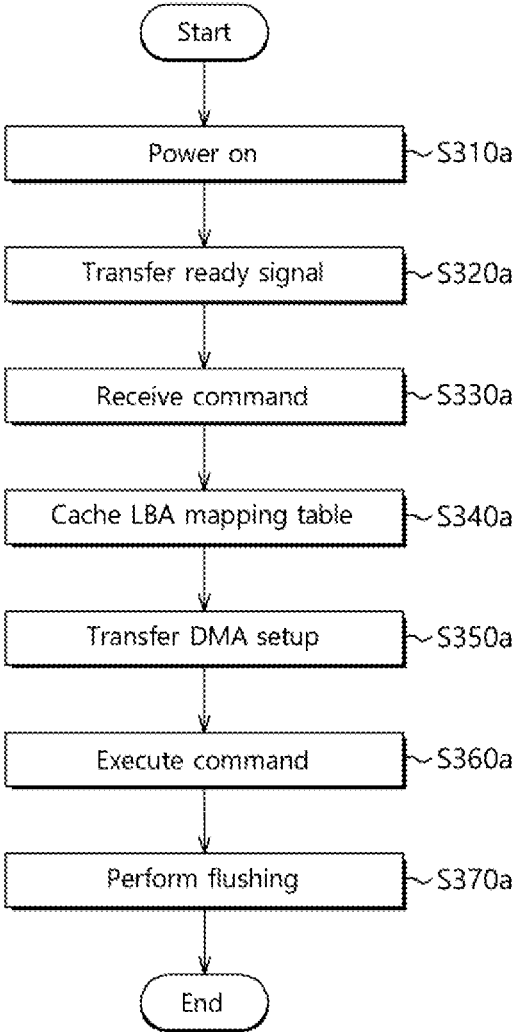 Start
Power on S310a
Transfer ready signal S320a
Receive command S330a
Cache LBA mapping table S340a
Transfer DMA setup S350a
Execute command S360a
Perform flushing S370a
End